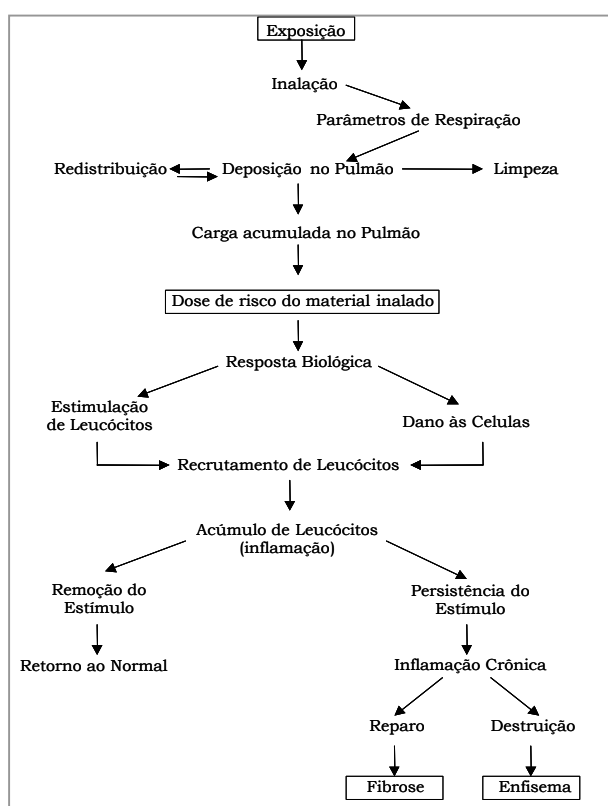 Exposição
Inalação
Parâmetros de Respiração
Redistribuição Deposição no Pulmão Limpeza
Carga acumulada no Pulmão
Dose de risco do material inalado
Resposta Biológica
Estimulação
de Leucócitos
Dano às Celulas
Recrutamento de Leucócitos
Acúmulo de Leucócitos
(inflamação)
Remoção do
Estímulo
Persistência do
Estímulo
Retorno ao Normal
Inflamação Crônica
Reparo
Destruição
Fibrose
Enfisema